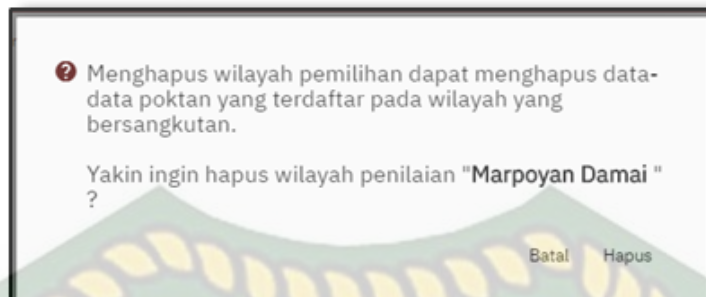 Menghapus wilayah pemilihan dapat menghapus data-
data poktan yang terdaftar pada wilayah yang
bersangkutan.
Yakin ingin hapus wilayah penilaian "Marpoyan Damai "
?
Batal Hapus